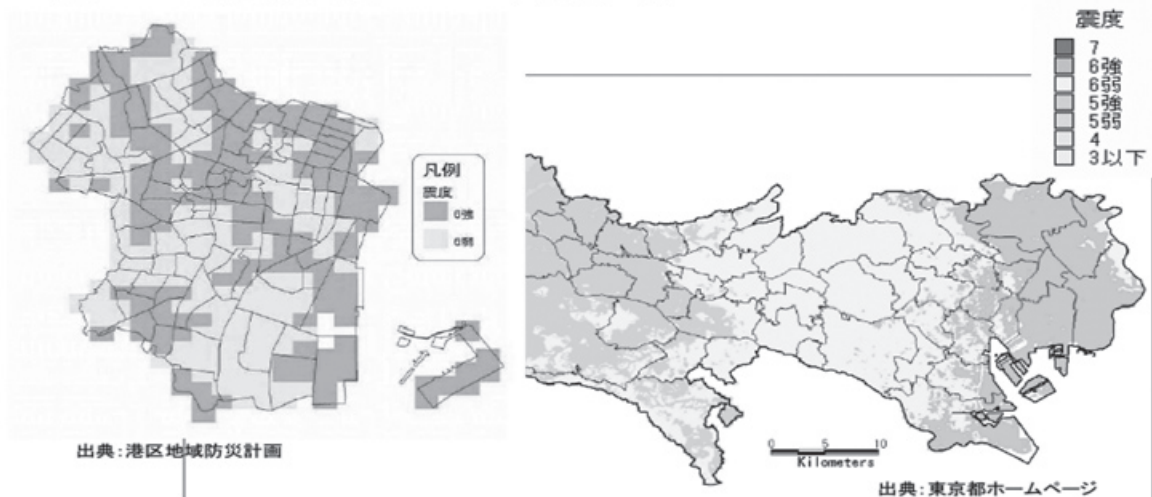 凡例
震度
6強
6弱
出典:港区地域防災計画
震度
7
6強
6弱
5強
5弱
4
3以下
0 5 10
Kilometers
出典:東京都ホームページ